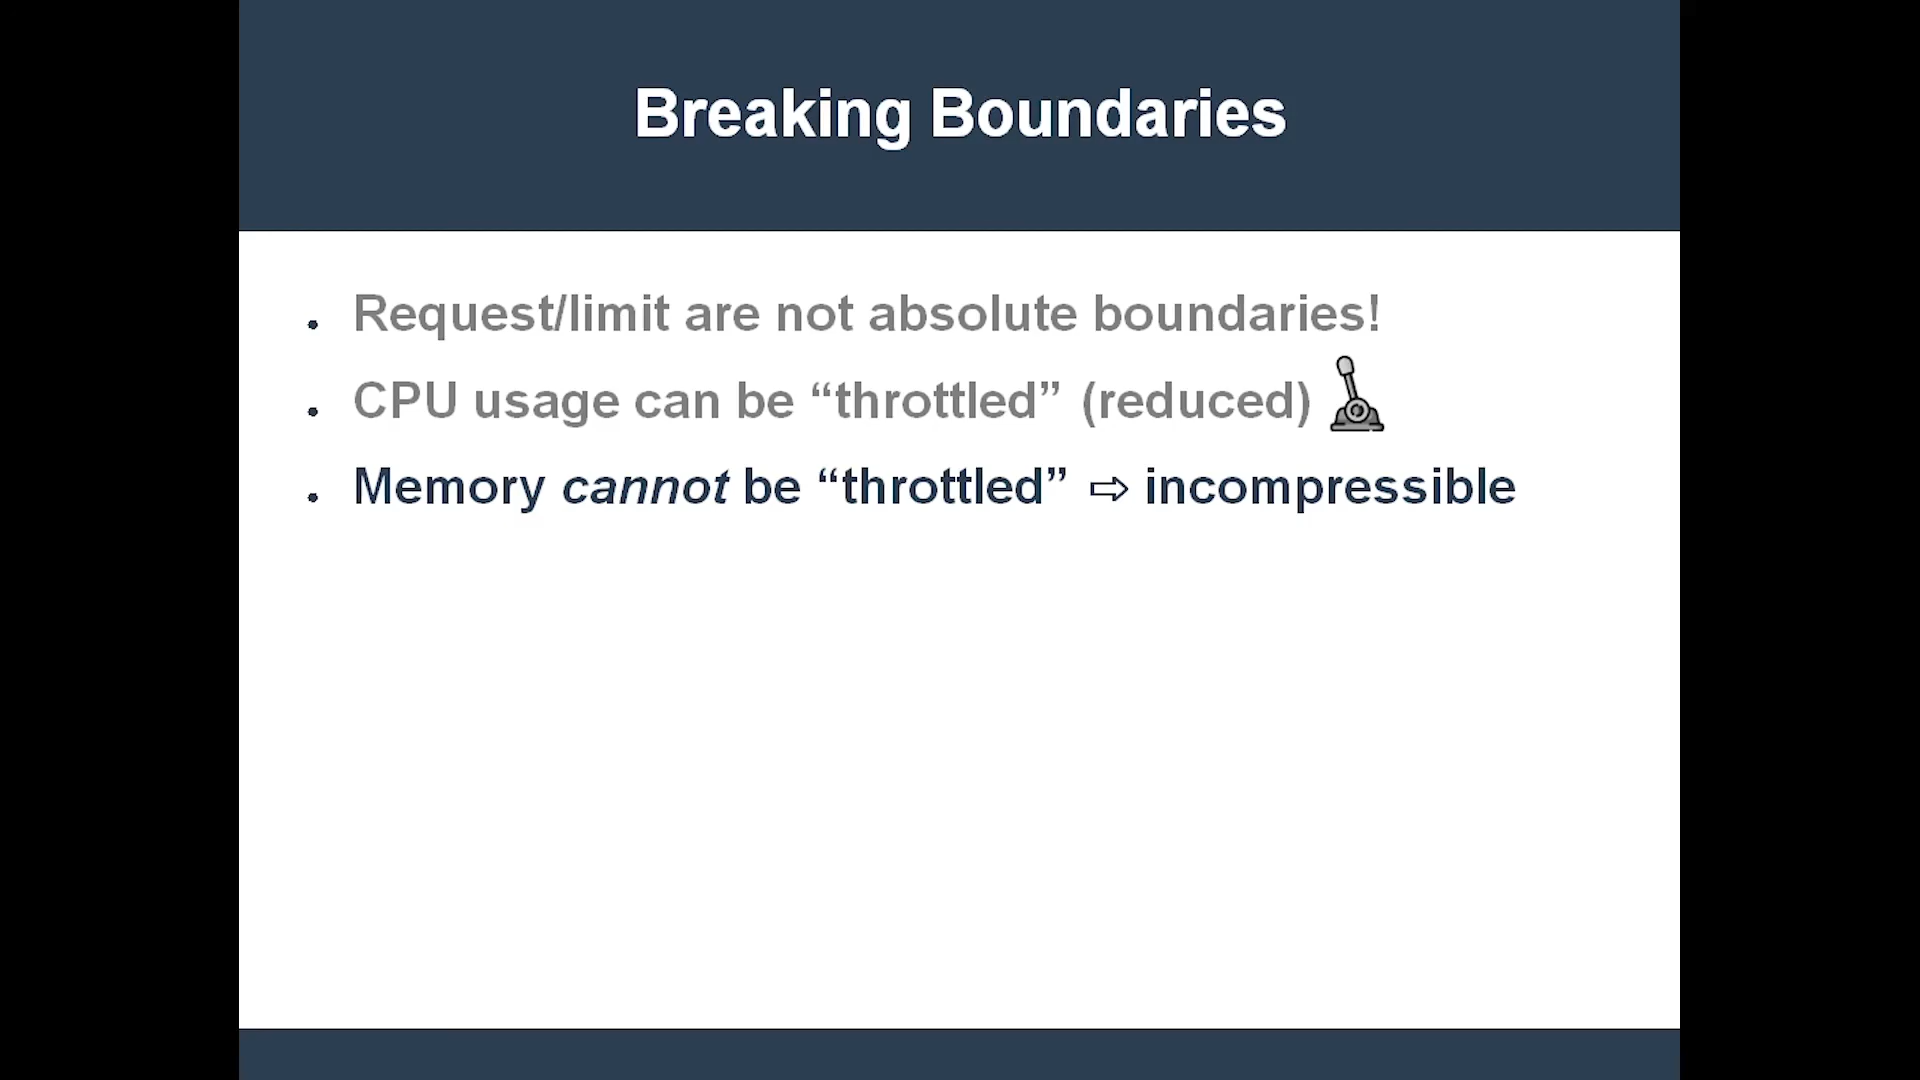 Breaking Boundaries
Request/limit are not absolute boundaries!
CPU usage can be “throttled” (reduced)
Memory cannot be “throttled” ⇨ incompressible